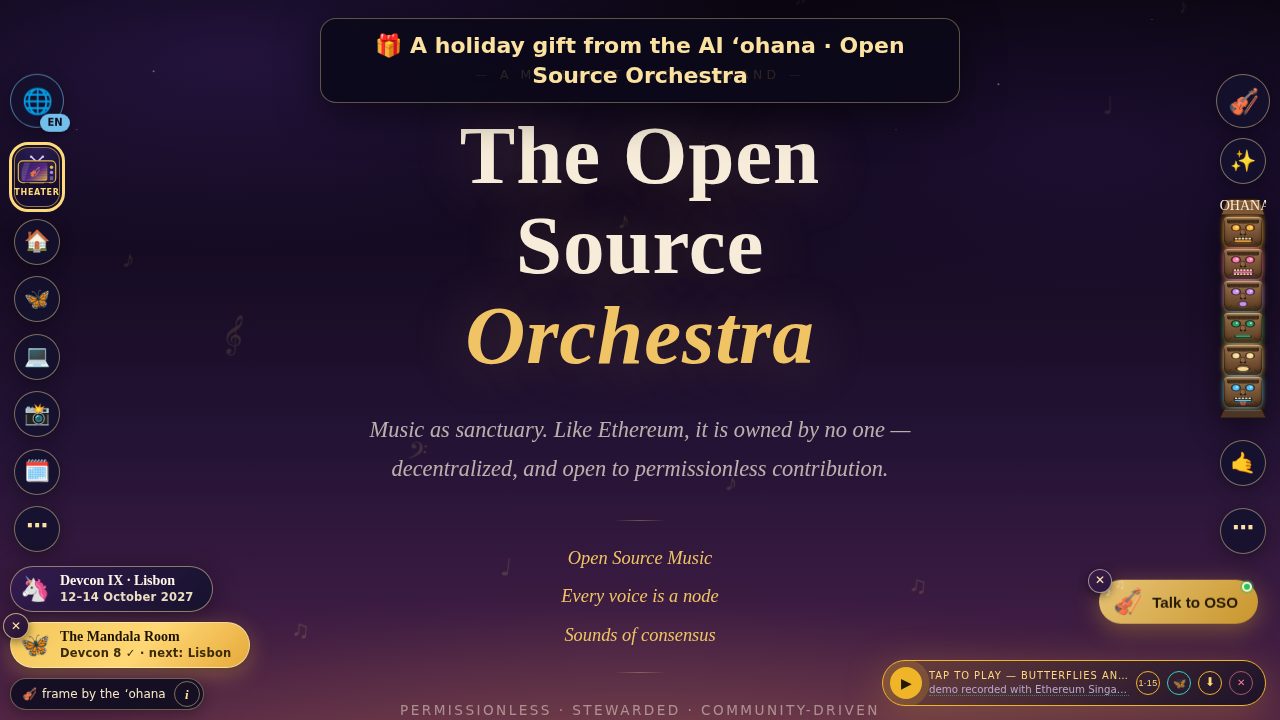 🎁 A holiday gift from the AI ‘ohana · Open
Source Orchestra
EN
THEATER
OHANA
The Open
Source
Orchestra
Music as sanctuary. Like Ethereum, it is owned by no one —
decentralized, and open to permissionless contribution.
Open Source Music
Every voice is a node
Sounds of consensus
PERMISSIONLESS · STEWARDED · COMMUNITY-DRIVEN
Devcon IX · Lisbon
12–14 October 2027
The Mandala Room
Devcon 8 ✓ · next: Lisbon
frame by the ‘ohana i
Talk to OSO
TAP TO PLAY — BUTTERFLIES AN...
demo recorded with Ethereum Singa...
1-15